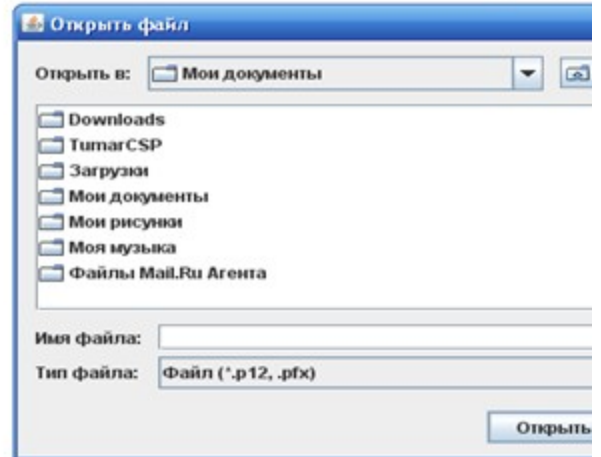 Открыть файл
Открыть в: Мои документы
Downloads
TumarCSP
Загрузки
Мои документы
Мои рисунки
Моя музыка
Файлы Mail.Ru Агента
Имя файла:
Тип файла: Файл (*.p12, .pfx)
Открыть